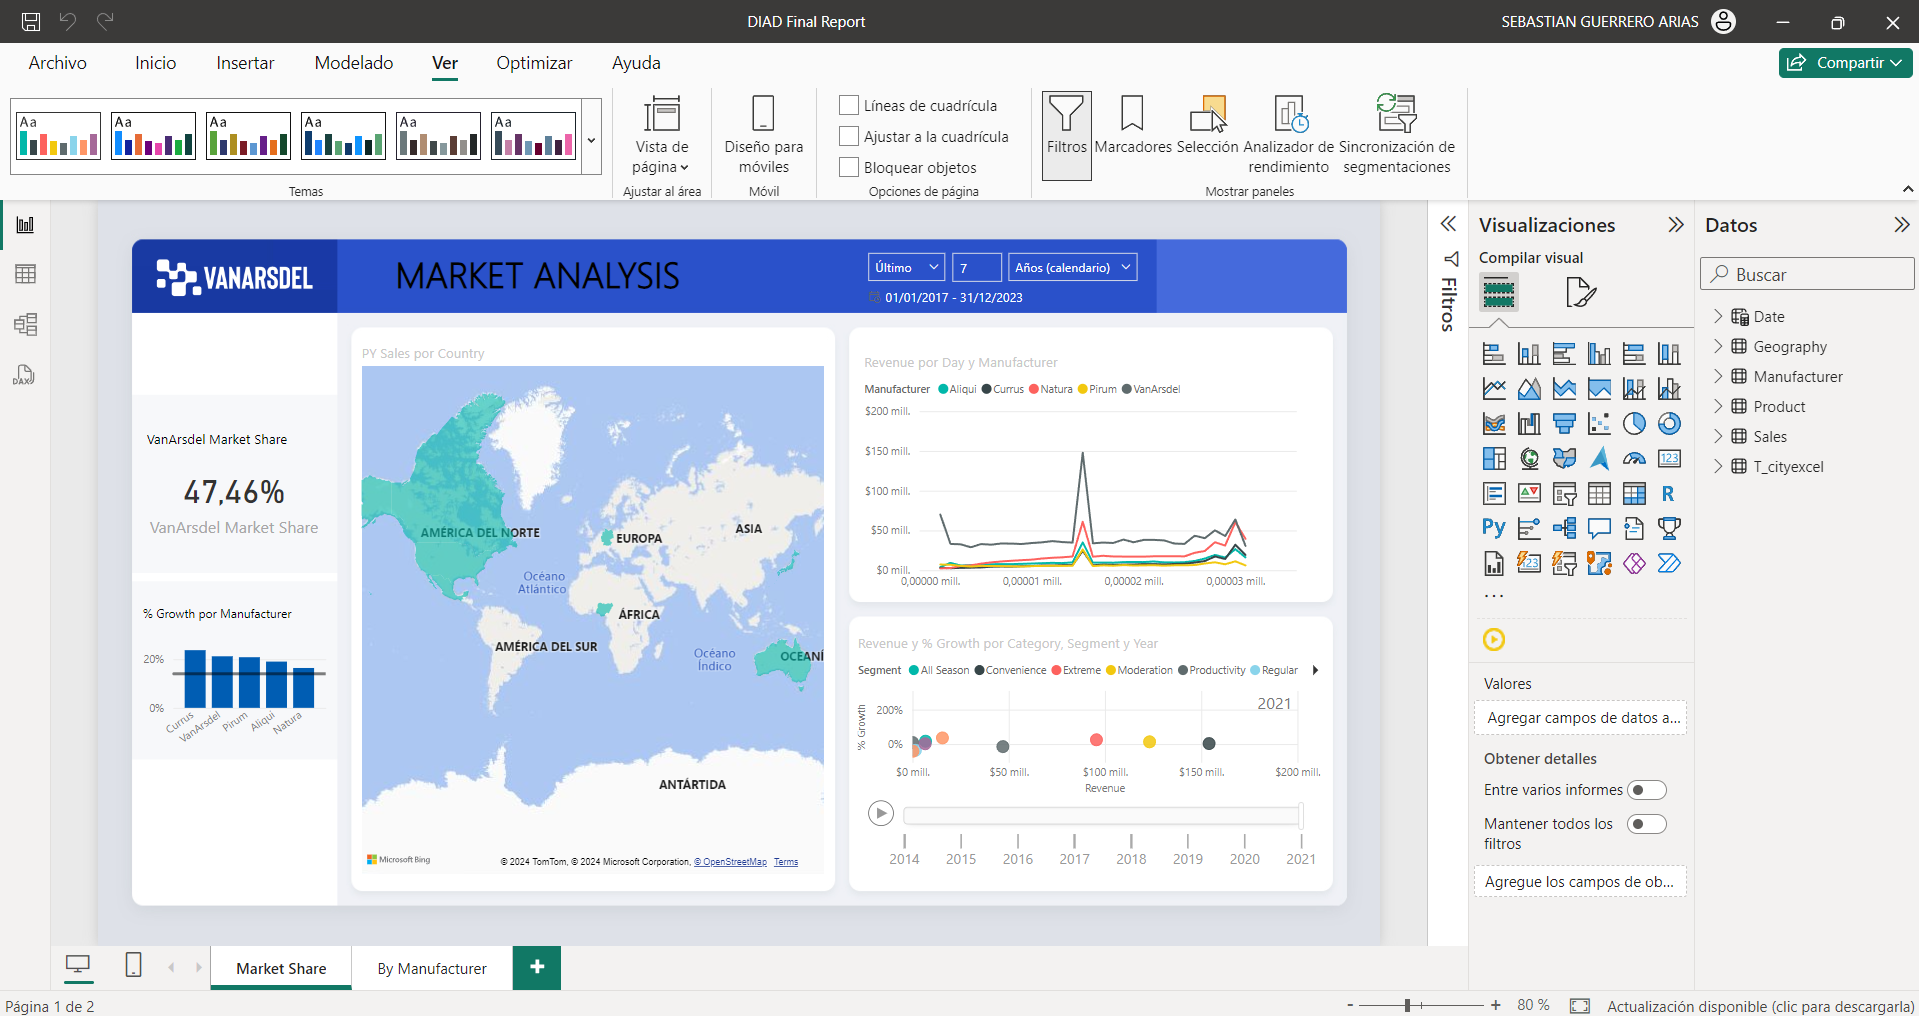 DIAD Final Report
SEBASTIAN GUERRERO ARIAS
Archivo
Inicio
Insertar
Modelado
Ver
Optimizar
Ayuda
Compartir
Aa
Aa
Aa
Aa
Aa
Aa
Temas
Vista de
página
Ajustar al área
Diseño para
móviles
Móvil
Líneas de cuadrícula
Ajustar a la cuadrícula
Bloquear objetos
Opciones de página
Filtros
Marcadores
Selección
Analizador de
rendimiento
Sincronización de
segmentaciones
Mostrar paneles
DAX
VANARSDEL
MARKET ANALYSIS
Último
7
Años (calendario)
01/01/2017 - 31/12/2023
VanArsdel Market Share
47,46%
VanArsdel Market Share
% Growth por Manufacturer
20%
0%
Currus
VanArsdel
Pirum
Aliqui
Natura
PY Sales por Country
AMÉRICA DEL NORTE
EUROPA
ASIA
Océano
Atlántico
ÁFRICA
AMÉRICA DEL SUR
Océano
Índico
OCEANÍ
ANTÁRTIDA
Microsoft Bing
© 2024 TomTom, © 2024 Microsoft Corporation, © OpenStreetMap Terms
Revenue por Day y Manufacturer
Manufacturer Aliqui Currus Natura Pirum VanArsdel
$200 mill.
$150 mill.
$100 mill.
$50 mill.
$0 mill.
0,00000 mill. 0,00001 mill. 0,00002 mill. 0,00003 mill.
Revenue y % Growth por Category, Segment y Year
Segment All Season Convenience Extreme Moderation Productivity Regular
2021
% Growth
200%
0%
$0 mill. $50 mill. $100 mill. $150 mill. $200 mill.
Revenue
2014 2015 2016 2017 2018 2019 2020 2021
Filtros
Visualizaciones
Compilar visual
123
R
Py
123
...
Valores
Agregar campos de datos a...
Obtener detalles
Entre varios informes
Mantener todos los
filtros
Agregue los campos de ob...
Datos
Buscar
Date
Geography
Manufacturer
Product
Sales
T_cityexcel
Market Share
By Manufacturer
+
Página 1 de 2
- + 80 %
Actualización disponible (clic para descargarla)